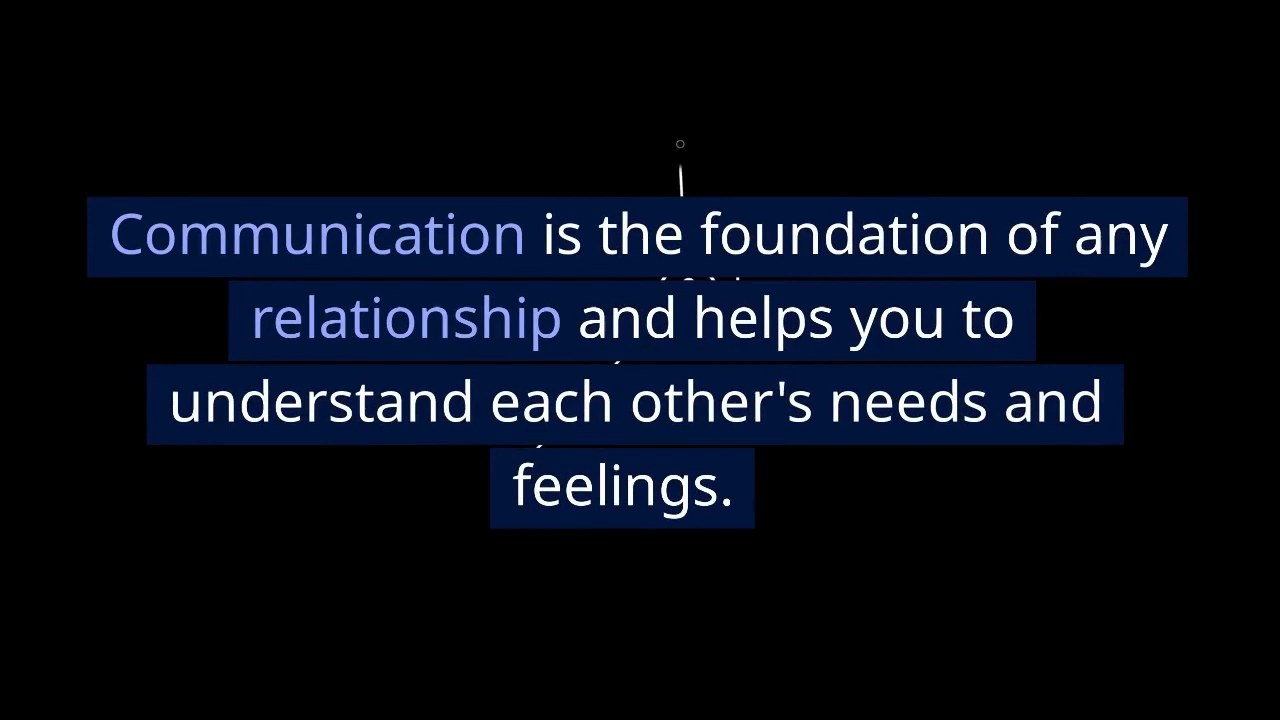 Communication is the foundation of any
relationship and helps you to
understand each other's needs and
feelings.